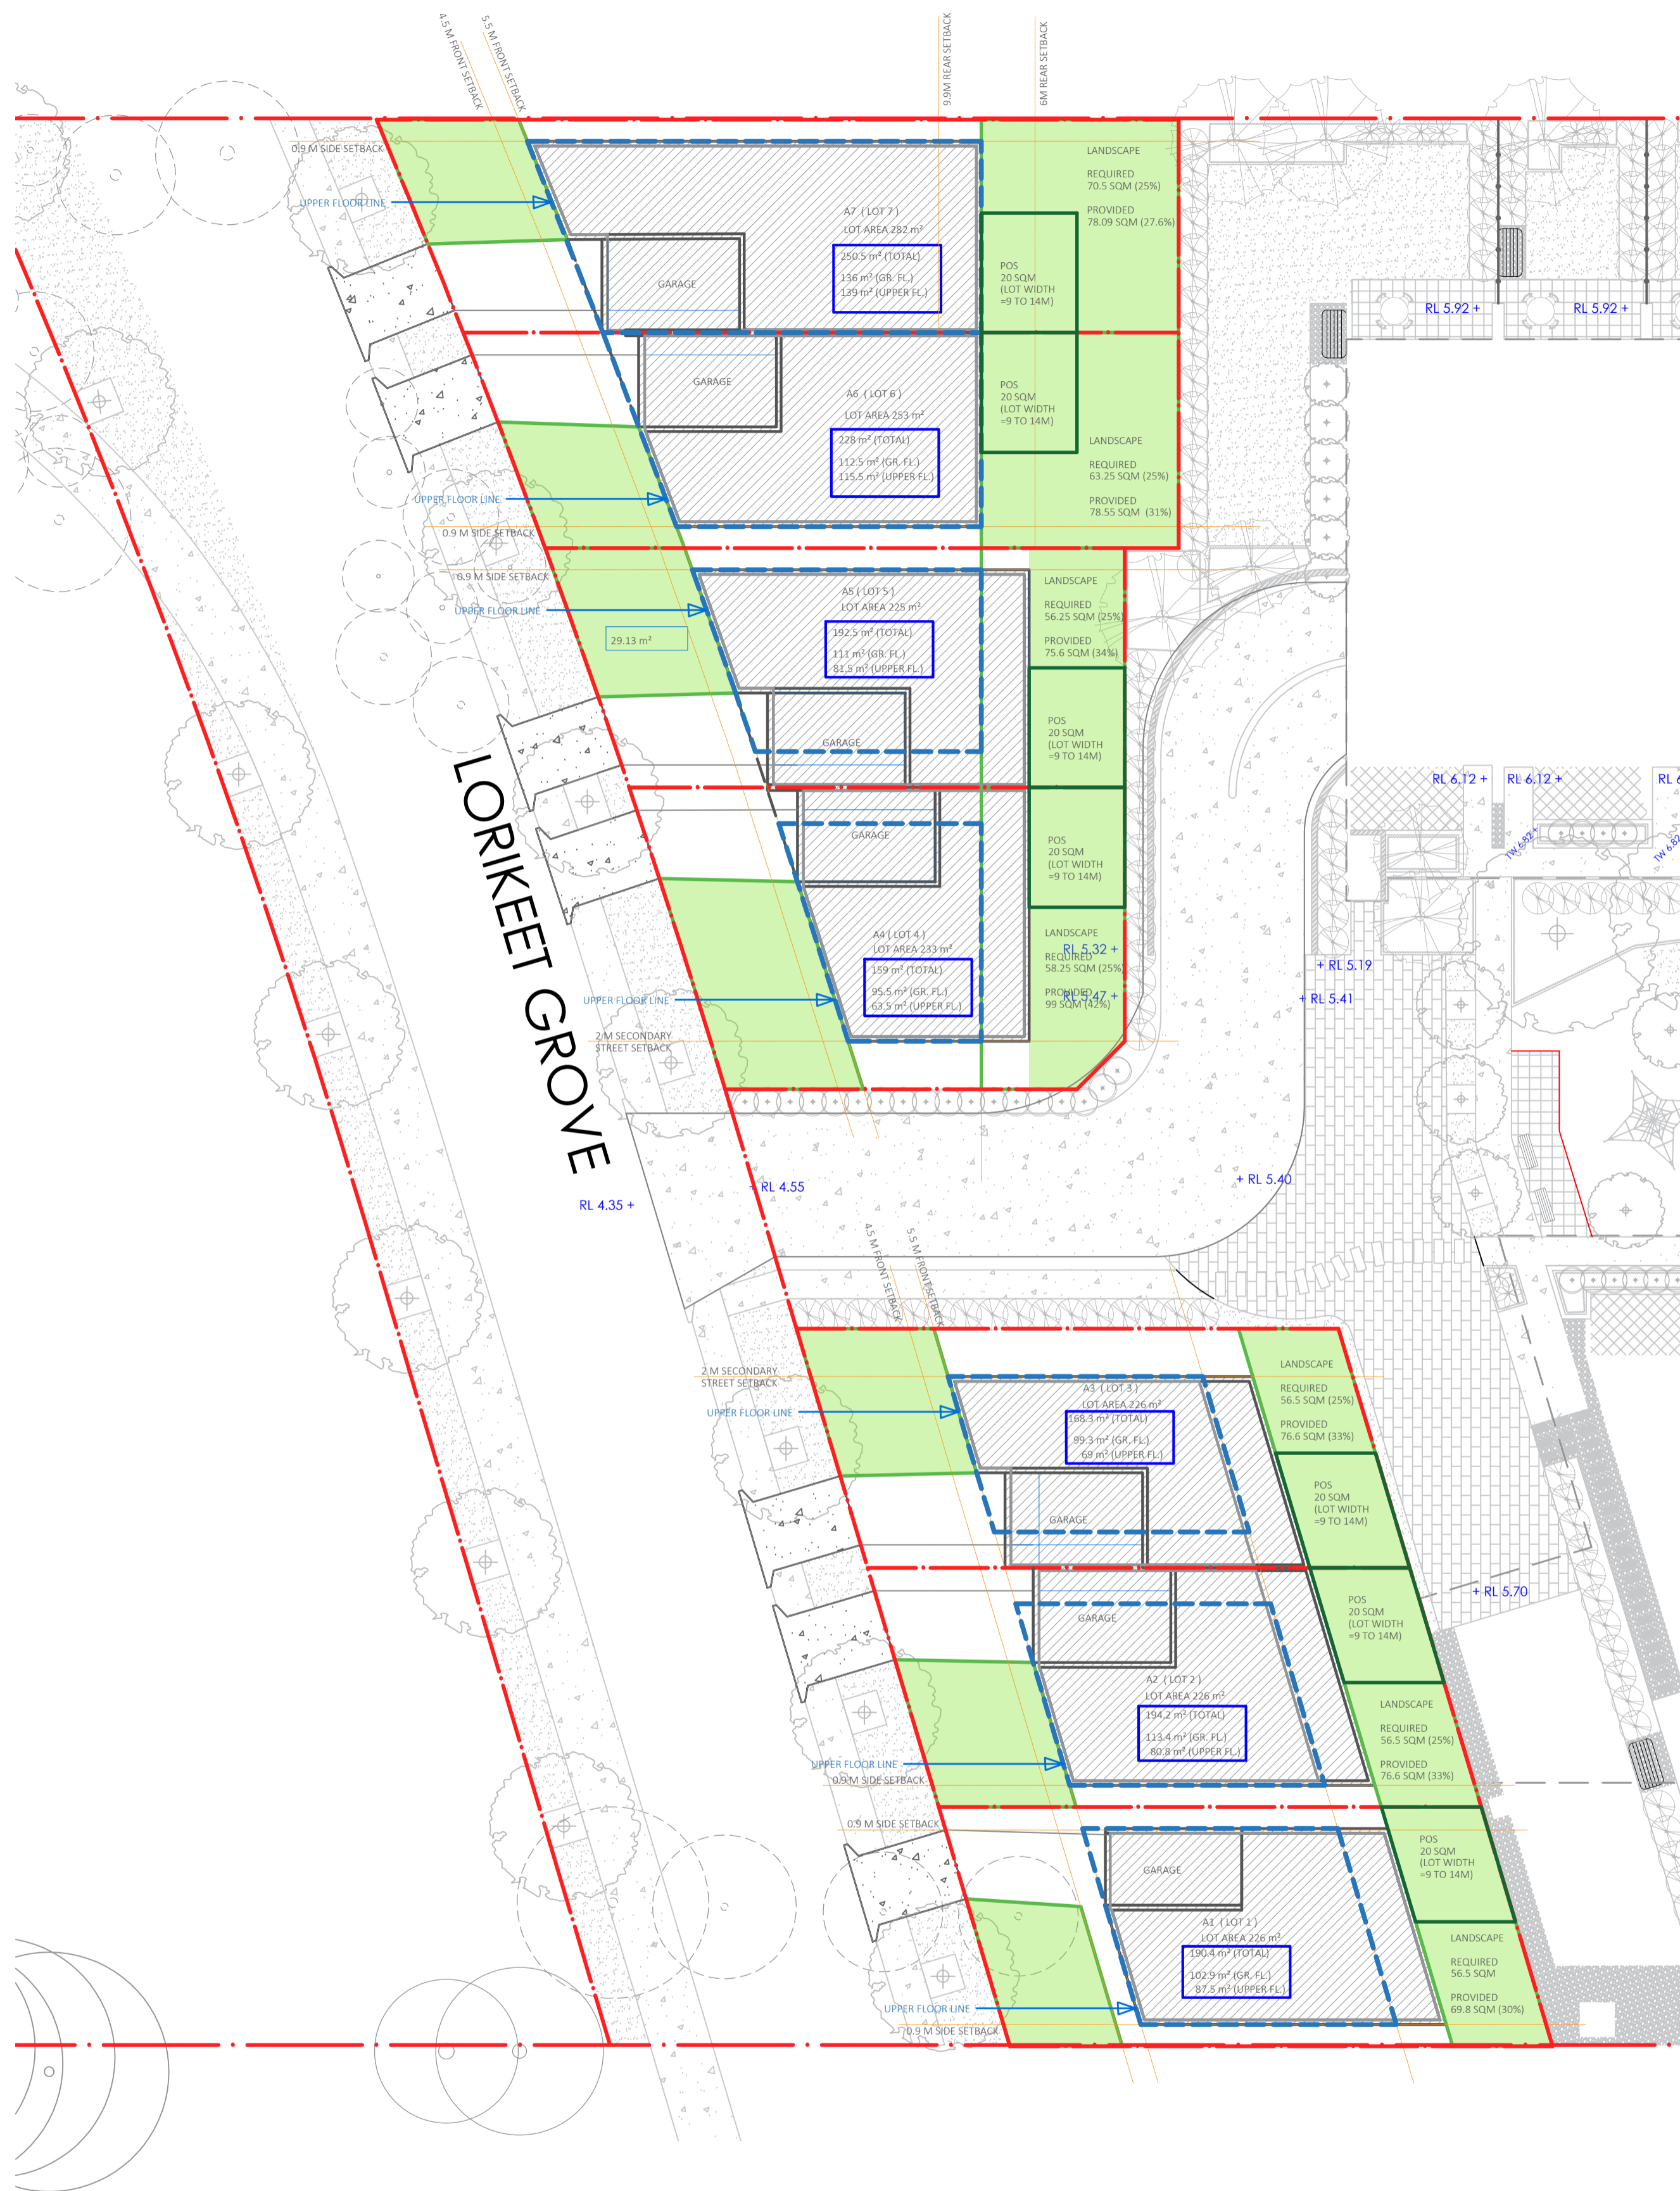 4.5 M FRONT SETBACK
5.5 M FRONT SETBACK
9.9M REAR SETBACK
6M REAR SETBACK
0.9 M SIDE SETBACK
UPPER FLOOR LINE
A7 ( LOT 7 )
LOT AREA 282 m²
250.5 m² (TOTAL)
136 m² (GR. FL.)
139 m² (UPPER FL.)
GARAGE
LANDSCAPE
REQUIRED
70.5 SQM (25%)
PROVIDED
78.09 SQM (27.6%)
POS
20 SQM
(LOT WIDTH
=9 TO 14M)
RL 5.92 +
RL 5.92 +
GARAGE
A6 ( LOT 6 )
LOT AREA 253 m²
228 m² (TOTAL)
112.5 m² (GR. FL.)
115.5 m² (UPPER FL.)
POS
20 SQM
(LOT WIDTH
=9 TO 14M)
LANDSCAPE
REQUIRED
63.25 SQM (25%)
PROVIDED
78.55 SQM (31%)
UPPER FLOOR LINE
0.9 M SIDE SETBACK
0.9 M SIDE SETBACK
UPPER FLOOR LINE
29.13 m²
A5 ( LOT 5 )
LOT AREA 225 m²
192.5 m² (TOTAL)
111 m² (GR. FL.)
81.5 m² (UPPER FL.)
GARAGE
LANDSCAPE
REQUIRED
56.25 SQM (25%)
PROVIDED
75.6 SQM (34%)
POS
20 SQM
(LOT WIDTH
=9 TO 14M)
RL 6.12 +
RL 6.12 +
RL 6
TW 6.82 +
TW 6.82
LORIKEET GROVE
GARAGE
POS
20 SQM
(LOT WIDTH
=9 TO 14M)
A4 ( LOT 4 )
LOT AREA 233 m²
159 m² (TOTAL)
95.5 m² (GR. FL.)
63.5 m² (UPPER FL.)
LANDSCAPE
RL 5.32 +
REQUIRED
58.25 SQM (25%)
PROVIDED
RL 5.47 +
99 SQM (42%)
+ RL 5.19
+ RL 5.41
UPPER FLOOR LINE
2 M SECONDARY
STREET SETBACK
RL 4.35 +
+ RL 4.55
+ RL 5.40
4.5 M FRONT SETBACK
5.5 M FRONT SETBACK
2 M SECONDARY
STREET SETBACK
UPPER FLOOR LINE
A3 ( LOT 3 )
LOT AREA 226 m²
168.3 m² (TOTAL)
99.3 m² (GR. FL.)
69 m² (UPPER FL.)
GARAGE
LANDSCAPE
REQUIRED
56.5 SQM (25%)
PROVIDED
76.6 SQM (33%)
POS
20 SQM
(LOT WIDTH
=9 TO 14M)
+ RL 5.70
GARAGE
POS
20 SQM
(LOT WIDTH
=9 TO 14M)
A2 ( LOT 2 )
LOT AREA 226 m²
194.2 m² (TOTAL)
113.4 m² (GR. FL.)
80.8 m² (UPPER FL.)
LANDSCAPE
REQUIRED
56.5 SQM (25%)
PROVIDED
76.6 SQM (33%)
UPPER FLOOR LINE
0.9 M SIDE SETBACK
0.9 M SIDE SETBACK
GARAGE
POS
20 SQM
(LOT WIDTH
=9 TO 14M)
A1 ( LOT 1 )
LOT AREA 226 m²
190.4 m² (TOTAL)
102.9 m² (GR. FL.)
87.5 m² (UPPER FL.)
LANDSCAPE
REQUIRED
56.5 SQM
PROVIDED
69.8 SQM (30%)
UPPER FLOOR LINE
0.9 M SIDE SETBACK